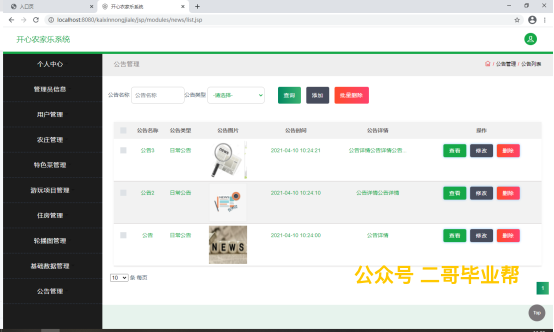 入口页
开心农家乐系统
localhost:8080/kaixinnongjiale/jsp/modules/news/list.jsp
开心农家乐系统
个人中心
管理员信息
用户管理
农庄管理
特色菜管理
游玩项目管理
住房管理
轮播图管理
基础数据管理
公告管理
公告管理
/ 公告管理 / 公告列表
公告名称 公告名称 公告类型 -请选择- 查询 添加 批量删除
公告名称 公告类型 公告图片 公告时间 公告详情 操作
公告3 日常公告 2021-04-10 10:24:21 公告详情公告详情公告... 查看 修改 删除
公告2 日常公告 2021-04-10 10:24:10 公告详情公告详情 查看 修改 删除
公告 日常公告 NEWS 2021-04-10 10:24:00 公告详情 查看 修改 删除
10 条 每页
公众号 二哥毕业帮
1
Top